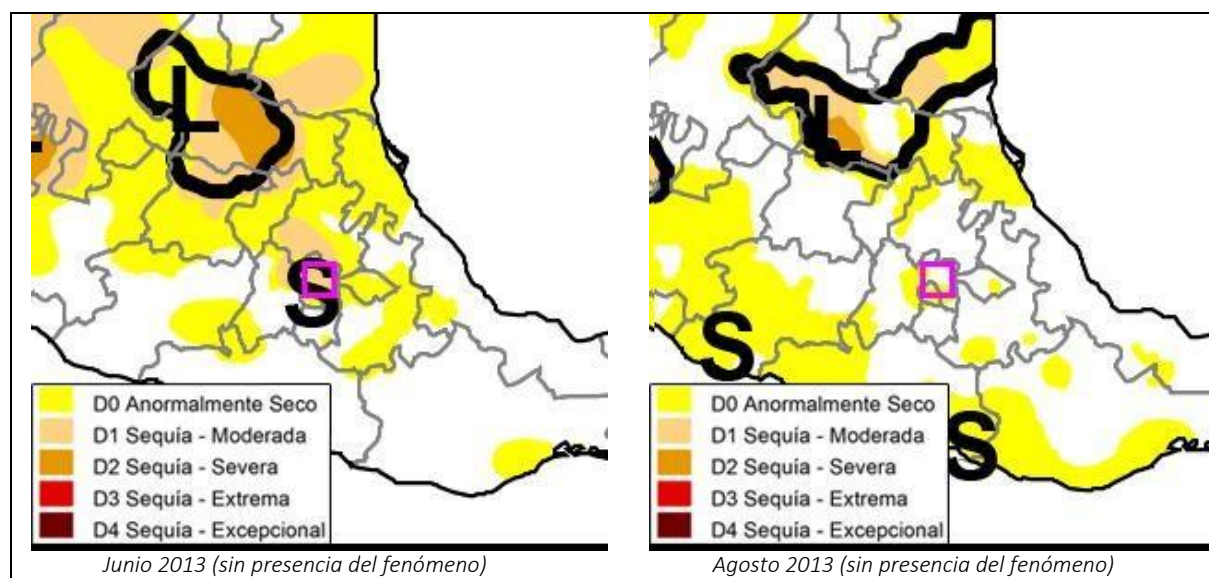 L
S
D0 Anormalmente Seco
D1 Sequía - Moderada
D2 Sequía - Severa
D3 Sequía - Extrema
D4 Sequía - Excepcional
Junio 2013 (sin presencia del fenómeno)
L
S
S
D0 Anormalmente Seco
D1 Sequía - Moderada
D2 Sequía - Severa
D3 Sequía - Extrema
D4 Sequía - Excepcional
Agosto 2013 (sin presencia del fenómeno)